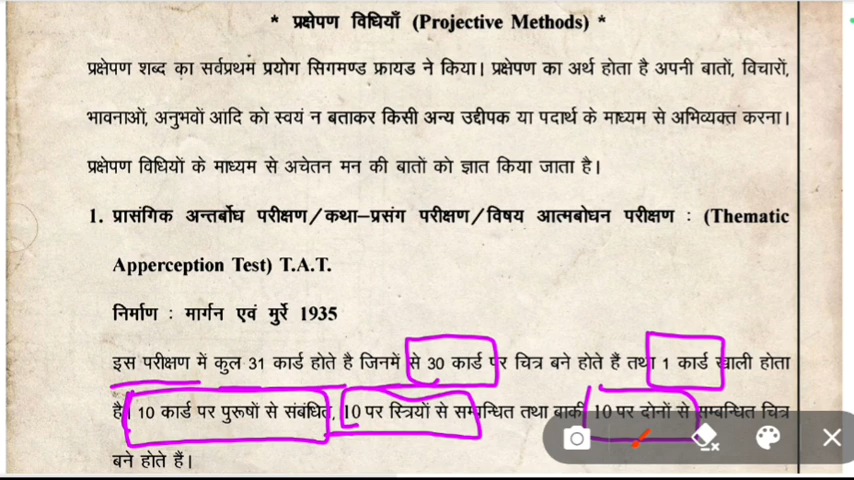 * प्रक्षेपण विधियाँ (Projective Methods) *
प्रक्षेपण शब्द का सर्वप्रथम प्रयोग सिगमण्ड फ्रायड ने किया। प्रक्षेपण का अर्थ होता है अपनी बातों, विचारों,
भावनाओं, अनुभवों आदि को स्वयं न बताकर किसी अन्य उद्दीपक या पदार्थ के माध्यम से अभिव्यक्त करना।
प्रक्षेपण विधियों के माध्यम से अचेतन मन की बातों को ज्ञात किया जाता है।
1. प्रासंगिक अन्तर्बोध परीक्षण/कथा–प्रसंग परीक्षण/विषय आत्मबोधन परीक्षण : (Thematic
Apperception Test) T.A.T.
निर्माण : मार्गन एवं मुर्रे 1935
इस परीक्षण में कुल 31 कार्ड होते है जिनमें से 30 कार्ड पर चित्र बने होते हैं तथा 1 कार्ड खाली होता
है। 10 कार्ड पर पुरूषों से संबंधित, 10 पर स्त्रियों से सम्बन्धित तथा बाकी 10 पर दोनों से सम्बन्धित चित्र
बने होते हैं।